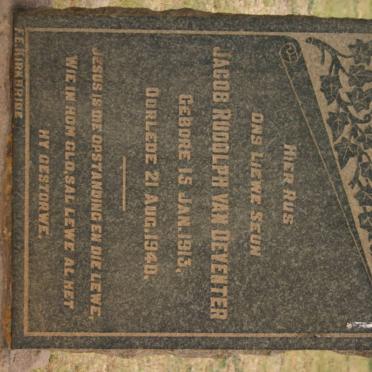 HIER RUS
ONS LIEWE SEUN
JACOB RUDOLPH VAN DEVENTER
GEBORE 15 JAN. 1913,
OORLEDE 21 AUG. 1940.
JESUS IS DIE OPSTANDING EN DIE LEWE,
WIE IN HOM GLO, SAL LEWE AL HET
HY GESTORWE.